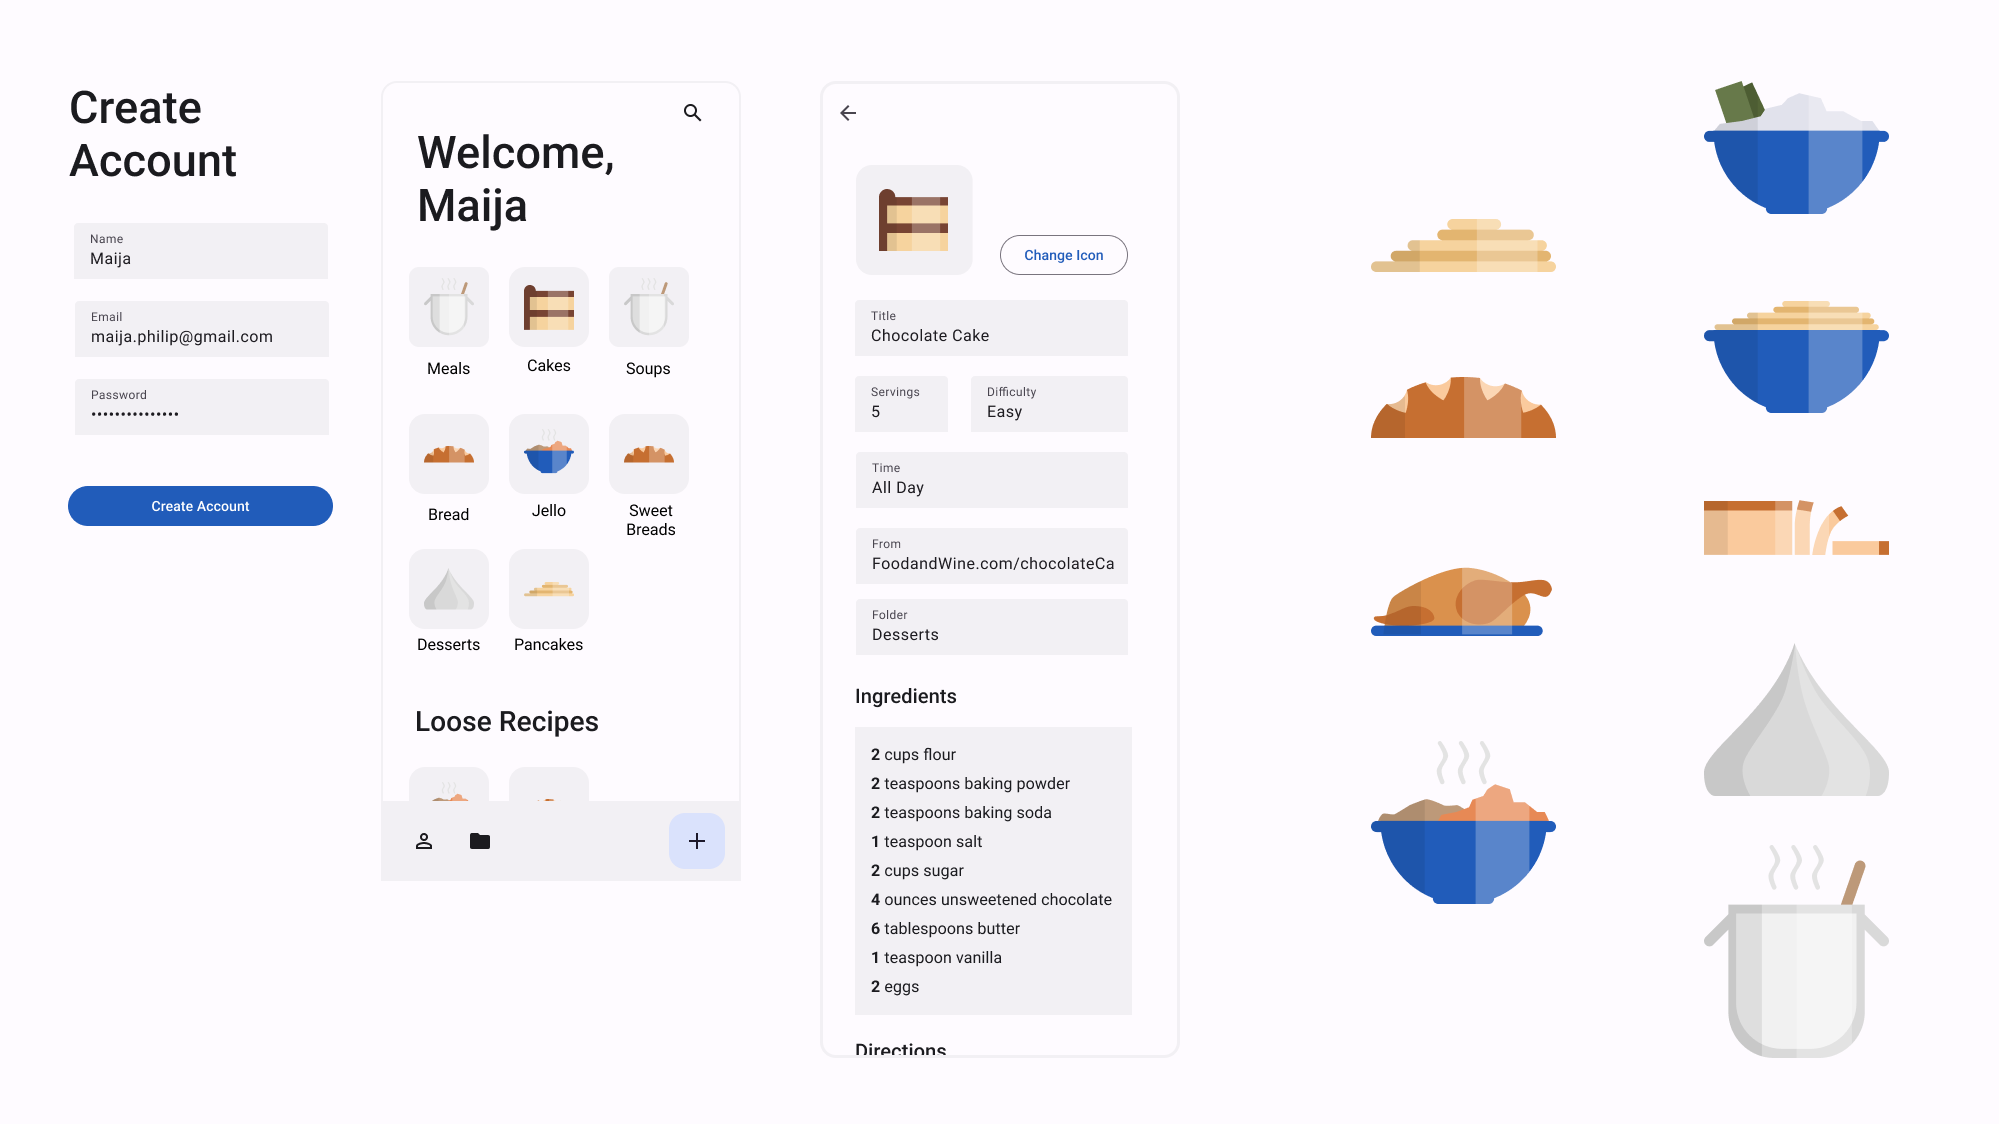 Create
Account
Name
Maija
Email
maija.philip@gmail.com
Password
•••••••••••••••
Create Account
Welcome,
Maija
Meals
Cakes
Soups
Bread
Jello
Sweet
Breads
Desserts
Pancakes
Loose Recipes
Change Icon
Title
Chocolate Cake
Servings
5
Difficulty
Easy
Time
All Day
From
FoodandWine.com/chocolateCa
Folder
Desserts
Ingredients
2 cups flour
2 teaspoons baking powder
2 teaspoons baking soda
1 teaspoon salt
2 cups sugar
4 ounces unsweetened chocolate
6 tablespoons butter
1 teaspoon vanilla
2 eggs
Directions